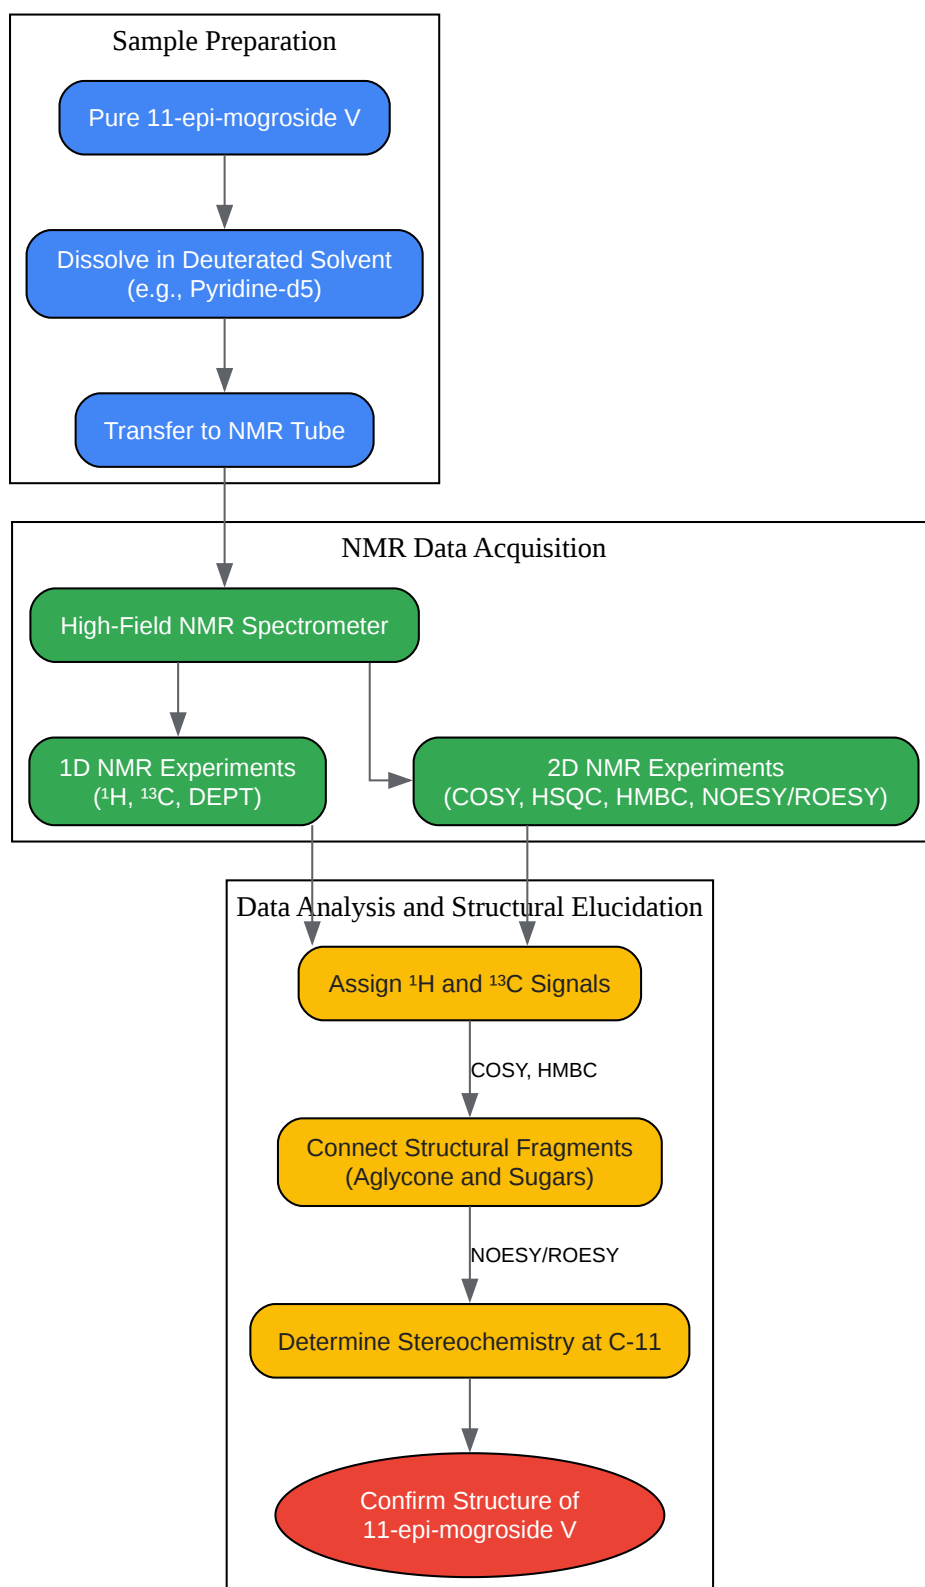 Sample Preparation
Pure 11-epi-mogroside V
Dissolve in Deuterated Solvent
(e.g., Pyridine-d5)
Transfer to NMR Tube
NMR Data Acquisition
High-Field NMR Spectrometer
1D NMR Experiments
(¹H, ¹³C, DEPT)
2D NMR Experiments
(COSY, HSQC, HMBC, NOESY/ROESY)
Data Analysis and Structural Elucidation
Assign ¹H and ¹³C Signals
COSY, HMBC
Connect Structural Fragments
(Aglycone and Sugars)
NOESY/ROESY
Determine Stereochemistry at C-11
Confirm Structure of
11-epi-mogroside V